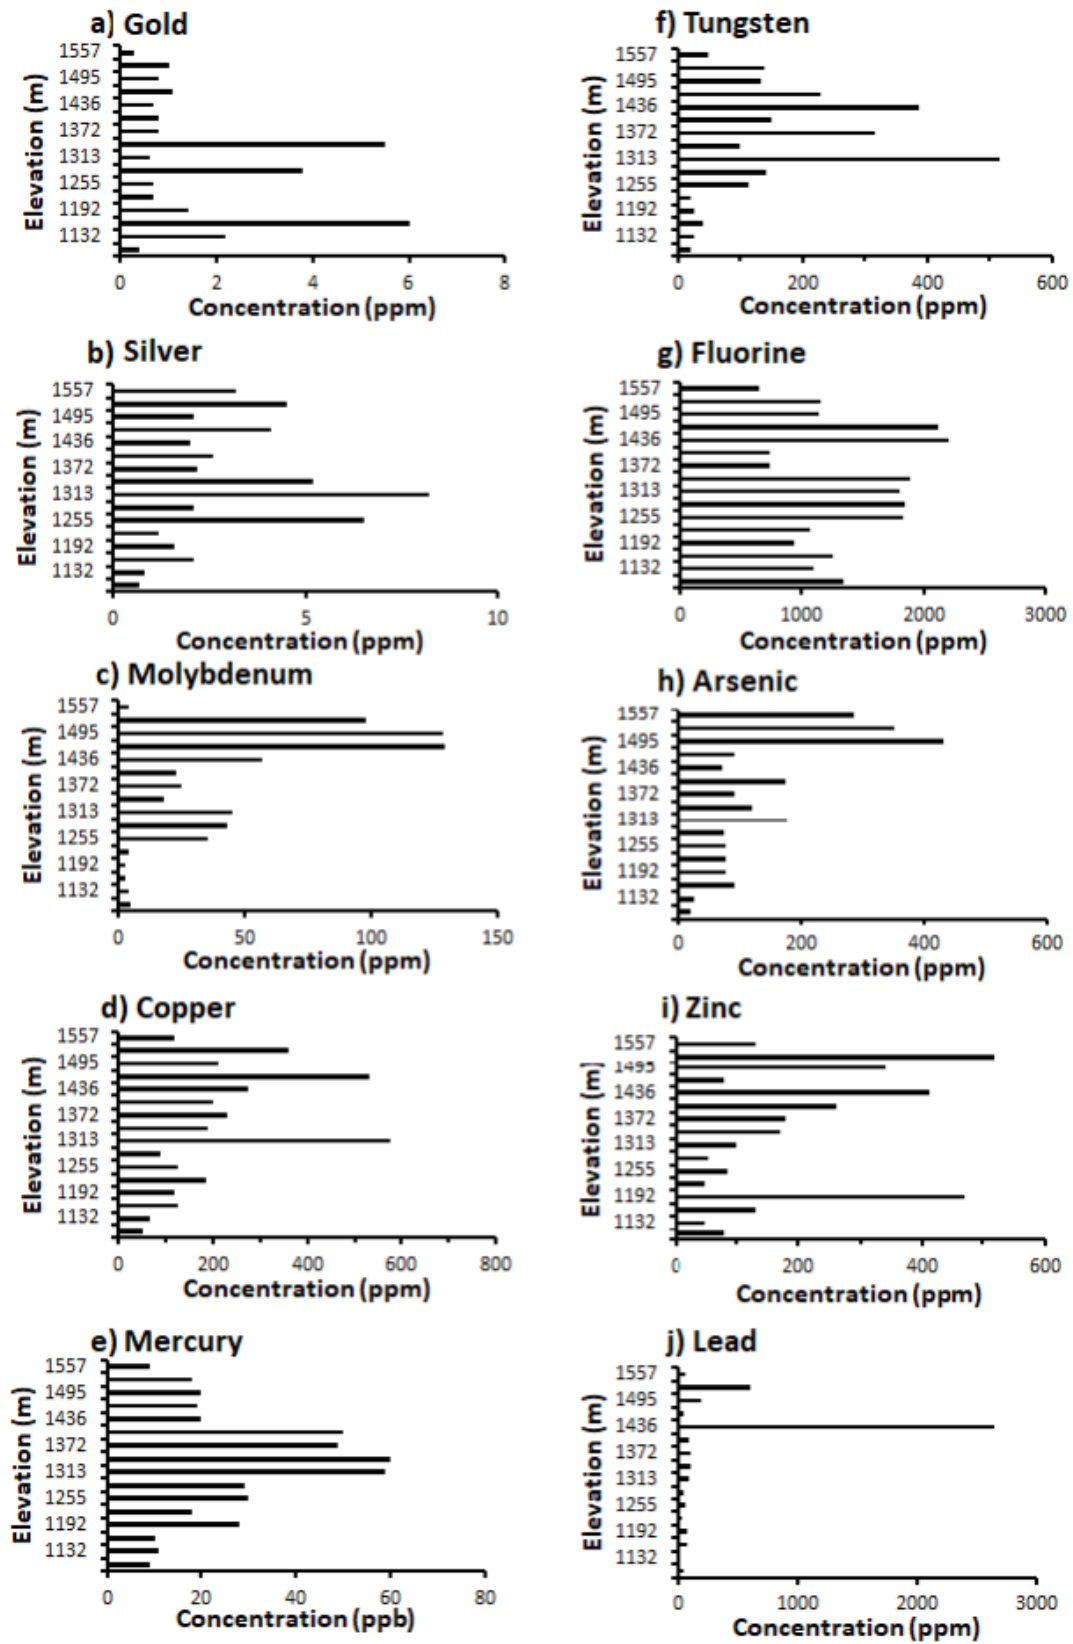 a) Gold
Elevation (m)
1557
1495
1436
1372
1313
1255
1192
1132
0 2 4 6 8
Concentration (ppm)
f) Tungsten
Elevation (m)
1557
1495
1436
1372
1313
1255
1192
1132
0 200 400 600
Concentration (ppm)
b) Silver
Elevation (m)
1557
1495
1436
1372
1313
1255
1192
1132
0 5 10
Concentration (ppm)
g) Fluorine
Elevation (m)
1557
1495
1436
1372
1313
1255
1192
1132
0 1000 2000 3000
Concentration (ppm)
c) Molybdenum
Elevation (m)
1557
1495
1436
1372
1313
1255
1192
1132
0 50 100 150
Concentration (ppm)
h) Arsenic
Elevation (m)
1557
1495
1436
1372
1313
1255
1192
1132
0 200 400 600
Concentration (ppm)
d) Copper
Elevation (m)
1557
1495
1436
1372
1313
1255
1192
1132
0 200 400 600 800
Concentration (ppm)
i) Zinc
Elevation (m)
1557
1495
1436
1372
1313
1255
1192
1132
0 200 400 600
Concentration (ppm)
e) Mercury
Elevation (m)
1557
1495
1436
1372
1313
1255
1192
1132
0 20 40 60 80
Concentration (ppb)
j) Lead
Elevation (m)
1557
1495
1436
1372
1313
1255
1192
1132
0 1000 2000 3000
Concentration (ppm)